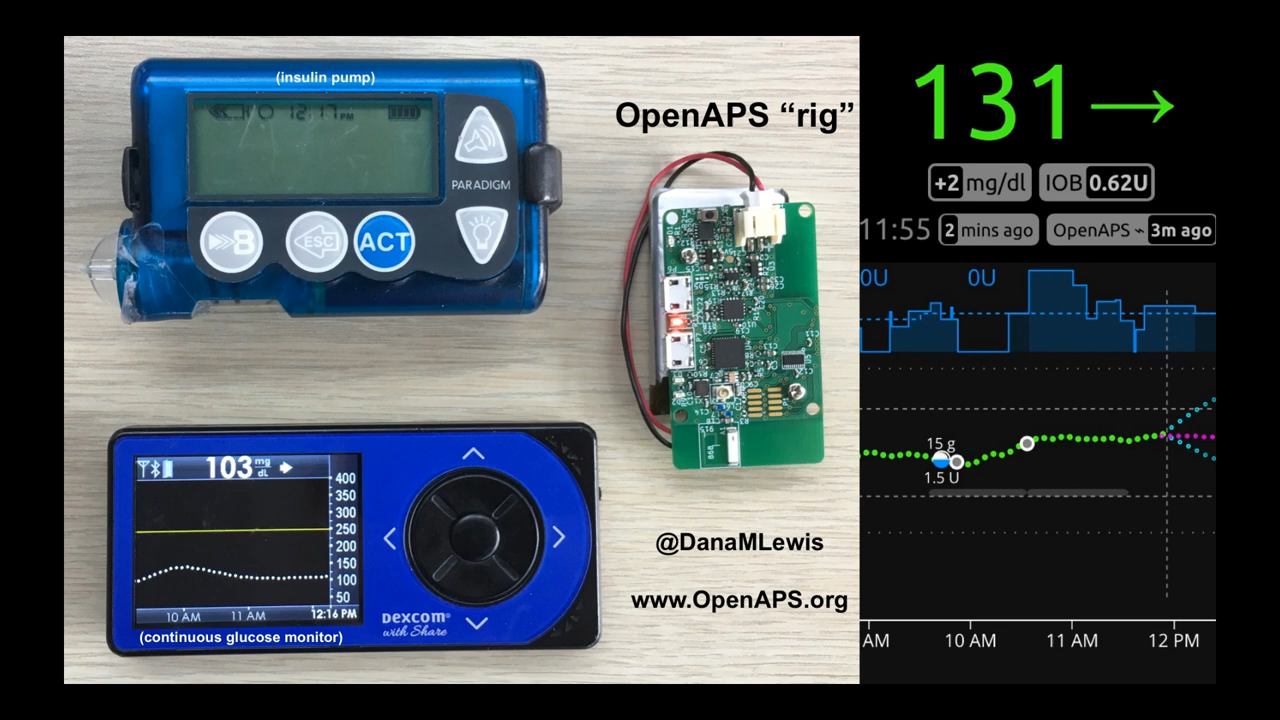 (insulin pump)
12:17 PM
PARADIGM
B
ESC
ACT
OpenAPS “rig”
103 mg/dL
400
350
300
250
200
150
100
50
10 AM 11 AM 12:16 PM
(continuous glucose monitor)
Dexcom®
with Share
@DanaMLewis
www.OpenAPS.org
131→
+2 mg/dl IOB 0.62U
11:55 2 mins ago OpenAPS ⌁ 3m ago
0U 0U
15 g
1.5 U
AM 10 AM 11 AM 12 PM